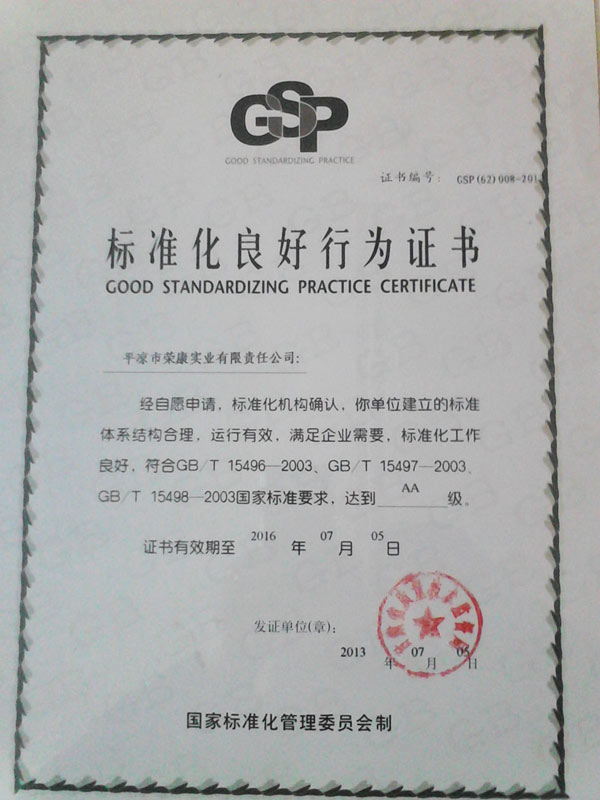 GSP
GOOD STANDARDIZING PRACTICE
证书编号: GSP(62)008-201
标准化良好行为证书
GOOD STANDARDIZING PRACTICE CERTIFICATE
平凉市荣康实业有限责任公司:
经自愿申请，标准化机构确认，你单位建立的标准
体系结构合理，运行有效，满足企业需要，标准化工作
良好，符合GB/T 15496—2003、GB/T 15497—2003、
GB/T 15498—2003国家标准要求，达到AA级。
证书有效期至 2016 年 07 月 05 日
发证单位(章):
2013 年 07 月 05 日
国家标准化管理委员会制